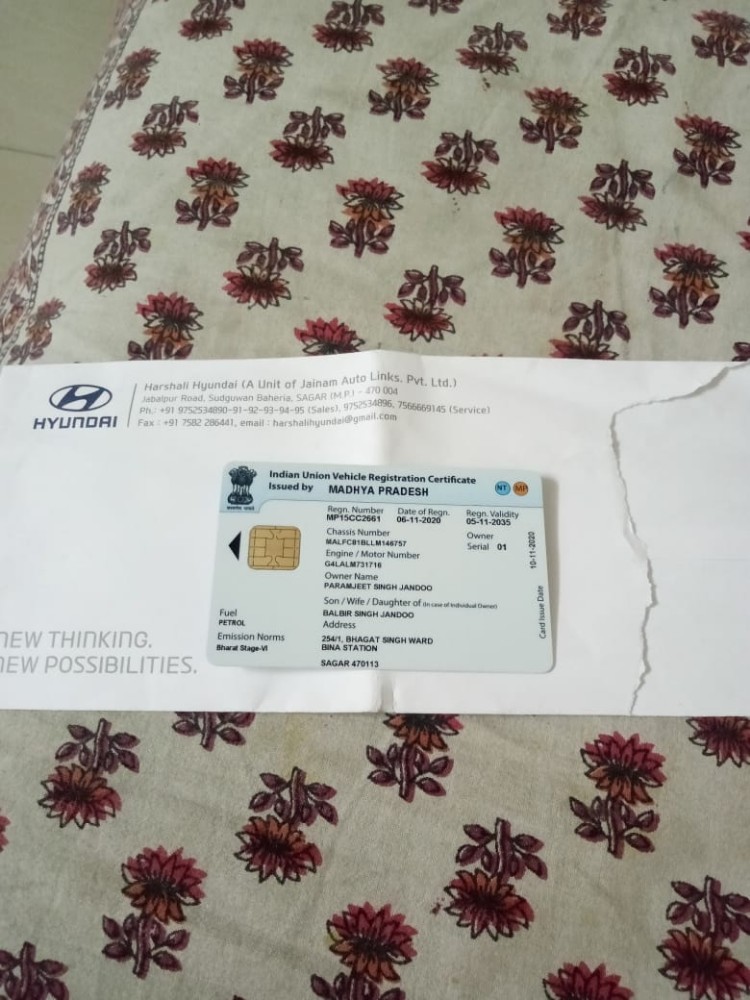 HYUNDAI
Harshali Hyundai (A Unit of Jainam Auto Links. Pvt. Ltd.)
Jabalpur Road, Sudguwan Baheria, SAGAR (M.P.) - 470 004
Ph.: +91 9752534890-91-92-93-94-95 (Sales), 9752534896, 7566669145 (Service)
Fax : +91 7582 286441, email : harshalihyundai@gmail.com
Indian Union Vehicle Registration Certificate
Issued by MADHYA PRADESH
NT MP
Regn. Number Date of Regn. Regn. Validity
MP15CC2661 06-11-2020 05-11-2035
Chassis Number
MALFC81BLLM146757
Owner
Serial 01
Engine / Motor Number
G4LALM731716
Owner Name
PARAMJEET SINGH JANDOO
Son / Wife / Daughter of (In case of Individual Owner)
BALBIR SINGH JANDOO
Fuel
PETROL
Address
254/1, BHAGAT SINGH WARD
BINA STATION
SAGAR 470113
Emission Norms
Bharat Stage-VI
Card Issue Date 10-11-2020
NEW THINKING.
NEW POSSIBILITIES.